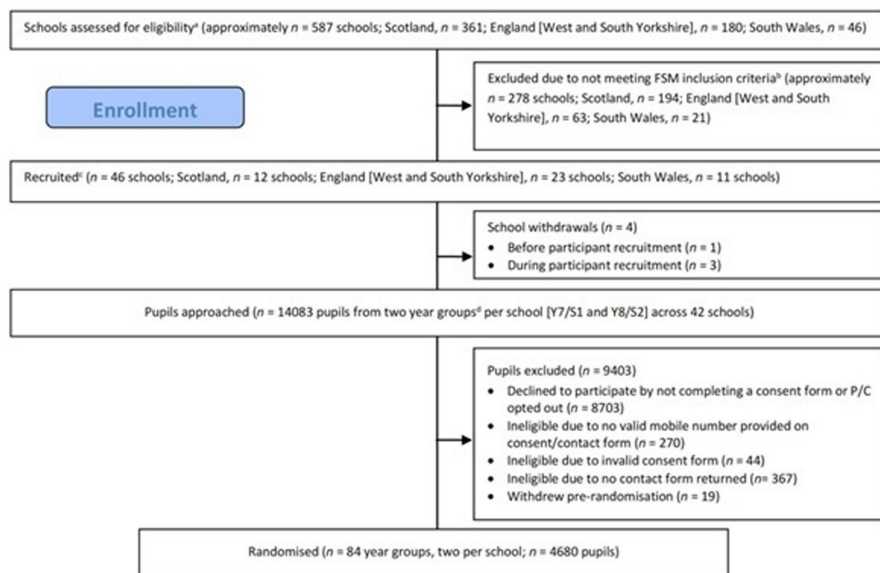 Schools assessed for eligibilityᵃ (approximately n = 587 schools; Scotland, n = 361; England [West and South Yorkshire], n = 180; South Wales, n = 46)
Enrollment
Excluded due to not meeting FSM inclusion criteriaᵇ (approximately
n = 278 schools; Scotland, n = 194; England [West and South
Yorkshire], n = 63; South Wales, n = 21)
Recruitedᶜ (n = 46 schools; Scotland, n = 12 schools; England [West and South Yorkshire], n = 23 schools; South Wales, n = 11 schools)
School withdrawals (n = 4)
• Before participant recruitment (n = 1)
• During participant recruitment (n = 3)
Pupils approached (n = 14083 pupils from two year groupsᵈ per school [Y7/S1 and Y8/S2] across 42 schools)
Pupils excluded (n = 9403)
• Declined to participate by not completing a consent form or P/C
opted out (n = 8703)
• Ineligible due to no valid mobile number provided on
consent/contact form (n = 270)
• Ineligible due to invalid consent form (n = 44)
• Ineligible due to no contact form returned (n= 367)
• Withdrew pre-randomisation (n = 19)
Randomised (n = 84 year groups, two per school; n = 4680 pupils)